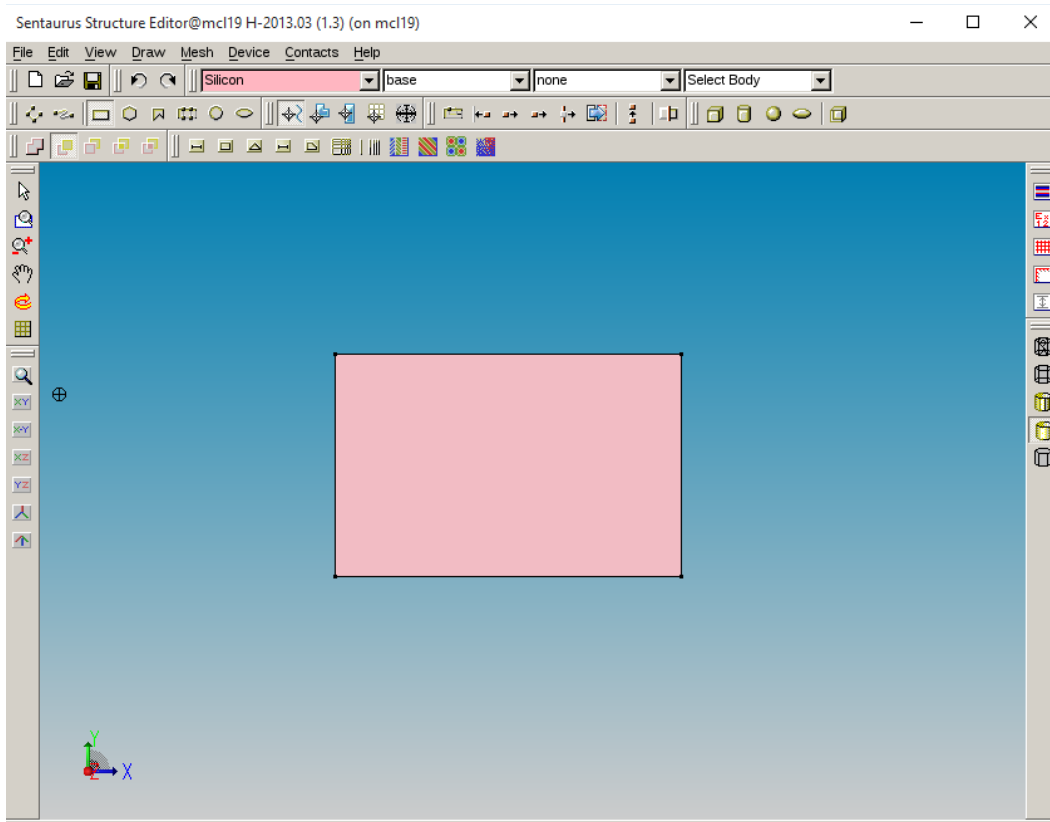 Sentaurus Structure Editor@mcl19 H-2013.03 (1.3) (on mcl19)
File Edit View Draw Mesh Device Contacts Help
Silicon base none Select Body
XY
X-Y
XZ
YZ
Y
Z X